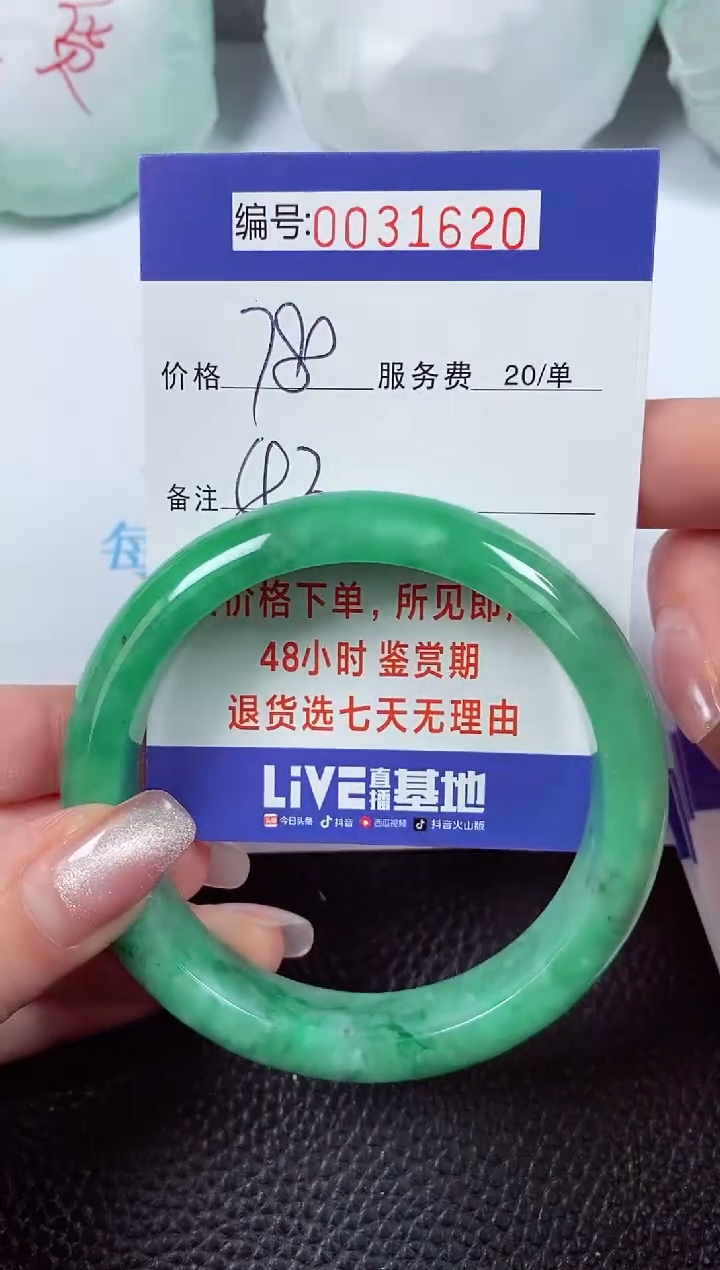 货
编号:0031620
价格 780 服务费 20/单
备注
每
价格下单，所见即
48小时 鉴赏期
退货选七天无理由
LiVE直播基地
今日头条 抖音 西瓜视频 抖音火山版